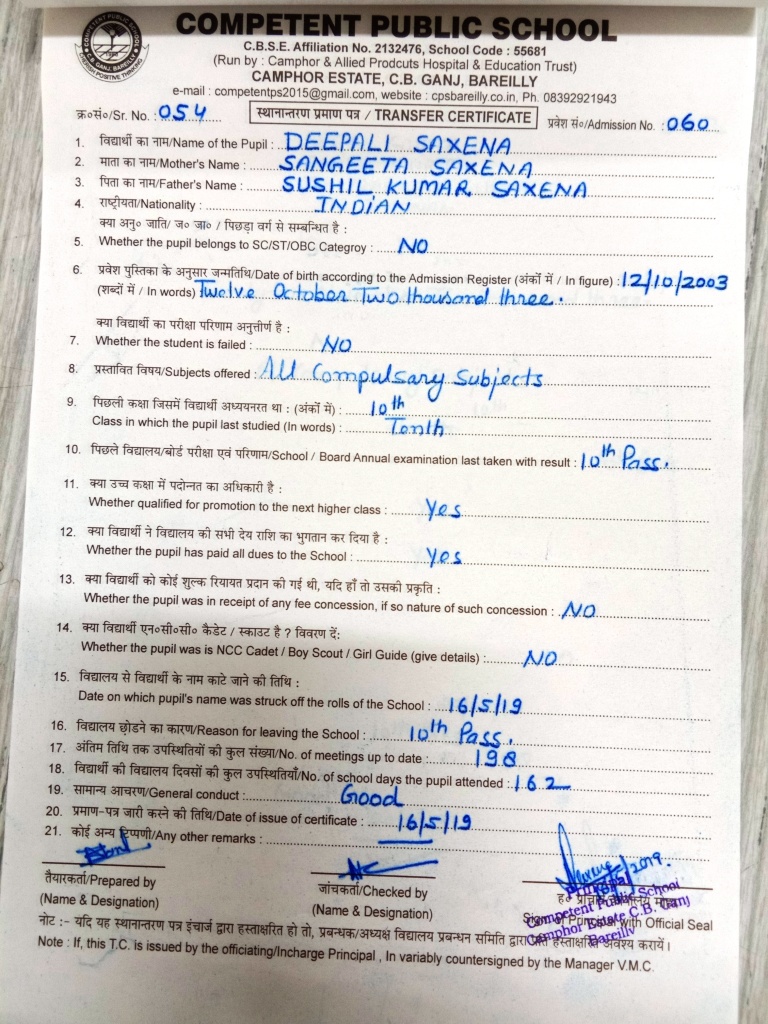 COMPETENT PUBLIC SCHOOL
C.B.S.E. Affiliation No. 2132476, School Code : 55681
(Run by : Camphor & Allied Prodcuts Hospital & Education Trust)
CAMPHOR ESTATE, C.B. GANJ, BAREILLY
e-mail : competentps2015@gmail.com, website : cpsbareilly.co.in, Ph. 08392921943
क्र०सं०/Sr. No. : 054 स्थानान्तरण प्रमाण पत्र / TRANSFER CERTIFICATE प्रवेश सं०/Admission No. : 060
1. विद्यार्थी का नाम/Name of the Pupil : DEEPALI SAXENA
2. माता का नाम/Mother's Name : SANGEETA SAXENA
3. पिता का नाम/Father's Name : SUSHIL KUMAR SAXENA
4. राष्ट्रीयता/Nationality : INDIAN
क्या अनु० जाति/ ज० जा० / पिछड़ा वर्ग से सम्बन्धित है :
5. Whether the pupil belongs to SC/ST/OBC Categroy : NO
6. प्रवेश पुस्तिका के अनुसार जन्मतिथि/Date of birth according to the Admission Register (अंकों में / In figure) : 12/10/2003
(शब्दों में / In words) Twelve October Two thousand three.
क्या विद्यार्थी का परीक्षा परिणाम अनुत्तीर्ण है :
7. Whether the student is failed : NO
8. प्रस्तावित विषय/Subjects offered : All Compulsary Subjects
9. पिछली कक्षा जिसमें विद्यार्थी अध्ययनरत था : (अंकों में) : 10th
Class in which the pupil last studied (In words) : Tenth
10. पिछले विद्यालय/बोर्ड परीक्षा एवं परिणाम/School / Board Annual examination last taken with result : 10th Pass.
11. क्या उच्च कक्षा में पदोन्नत का अधिकारी है :
Whether qualified for promotion to the next higher class : Yes
12. क्या विद्यार्थी ने विद्यालय की सभी देय राशि का भुगतान कर दिया है :
Whether the pupil has paid all dues to the School : Yes
13. क्या विद्यार्थी को कोई शुल्क रियायत प्रदान की गई थी, यदि हाँ तो उसकी प्रकृति :
Whether the pupil was in receipt of any fee concession, if so nature of such concession : NO
14. क्या विद्यार्थी एन०सी०सी० कैडेट / स्काउट है ? विवरण दें:
Whether the pupil was is NCC Cadet / Boy Scout / Girl Guide (give details) : NO
15. विद्यालय से विद्यार्थी के नाम काटे जाने की तिथि :
Date on which pupil's name was struck off the rolls of the School : 16/5/19
16. विद्यालय छोडने का कारण/Reason for leaving the School : 10th Pass.
17. अंतिम तिथि तक उपस्थितियों की कुल संख्या/No. of meetings up to date : 198
18. विद्यार्थी की विद्यालय दिवसों की कुल उपस्थितियाँ/No. of school days the pupil attended : 162
19. सामान्य आचरण/General conduct : Good
20. प्रमाण-पत्र जारी करने की तिथि/Date of issue of certificate : 16/5/19
21. कोई अन्य टिप्पणी/Any other remarks :
तैयारकर्ता/Prepared by
(Name & Designation)
जांचकर्ता/Checked by
(Name & Designation)
Principal
Competent Public School
Camphor Estate C.B. Ganj
Bareilly
with Official Seal
नोट :- यदि यह स्थानान्तरण पत्र इंचार्ज द्वारा हस्ताक्षरित हो तो, प्रबन्धक/अध्यक्ष विद्यालय प्रबन्धन समिति द्वारा हस्ताक्षरित अवश्य करायें।
Note : If, this T.C. is issued by the officiating/Incharge Principal , In variably countersigned by the Manager V.M.C.